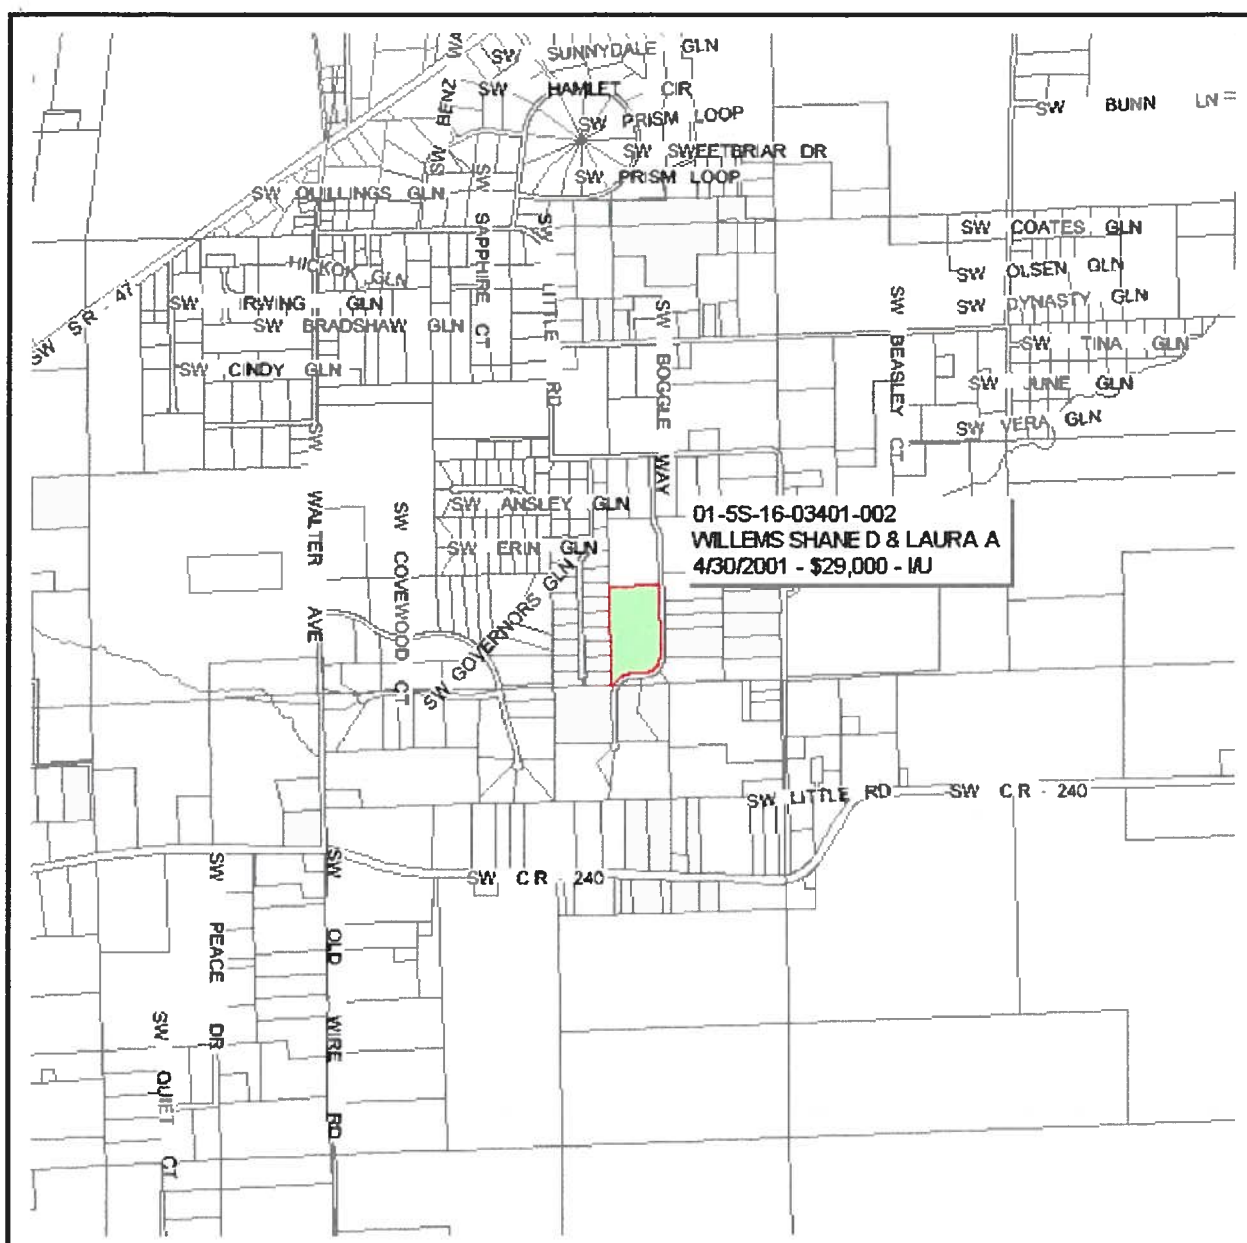 SW SUNNYDALE GLN
SW HAMLET CIR
SW BENZ
SW BUNN LN
SW PRISM LOOP
SW SWEETBRIAR DR
SW PRISM LOOP
SW QUILLINGS GLN
SW SAPPHIRE CT
SW LITTLE RD
SW COATES GLN
HICKOK GLN
SW OLSEN GLN
SW SR - 47
SW IRWING GLN
SW DYNASTY GLN
SW BRADSHAW GLN
SW BOGGLE WAY
SW BEASLEY CT
SW TINA GLN
SW CINDY GLN
SW JUNE GLN
SW VERA GLN
SW WALTER AVE
SW ANSLEY GLN
SW COVEWOOD CT
SW ERIN GLN
01-5S-16-03401-002
WILLEMS SHANE D & LAURA A
4/30/2001 - $29,000 - I/U
SW GOVERNORS GLN
SW LITTLE RD
SW CR - 240
SW CR - 240
SW PEACE DR
SW OLD WIRE RD
SW QUIET CT